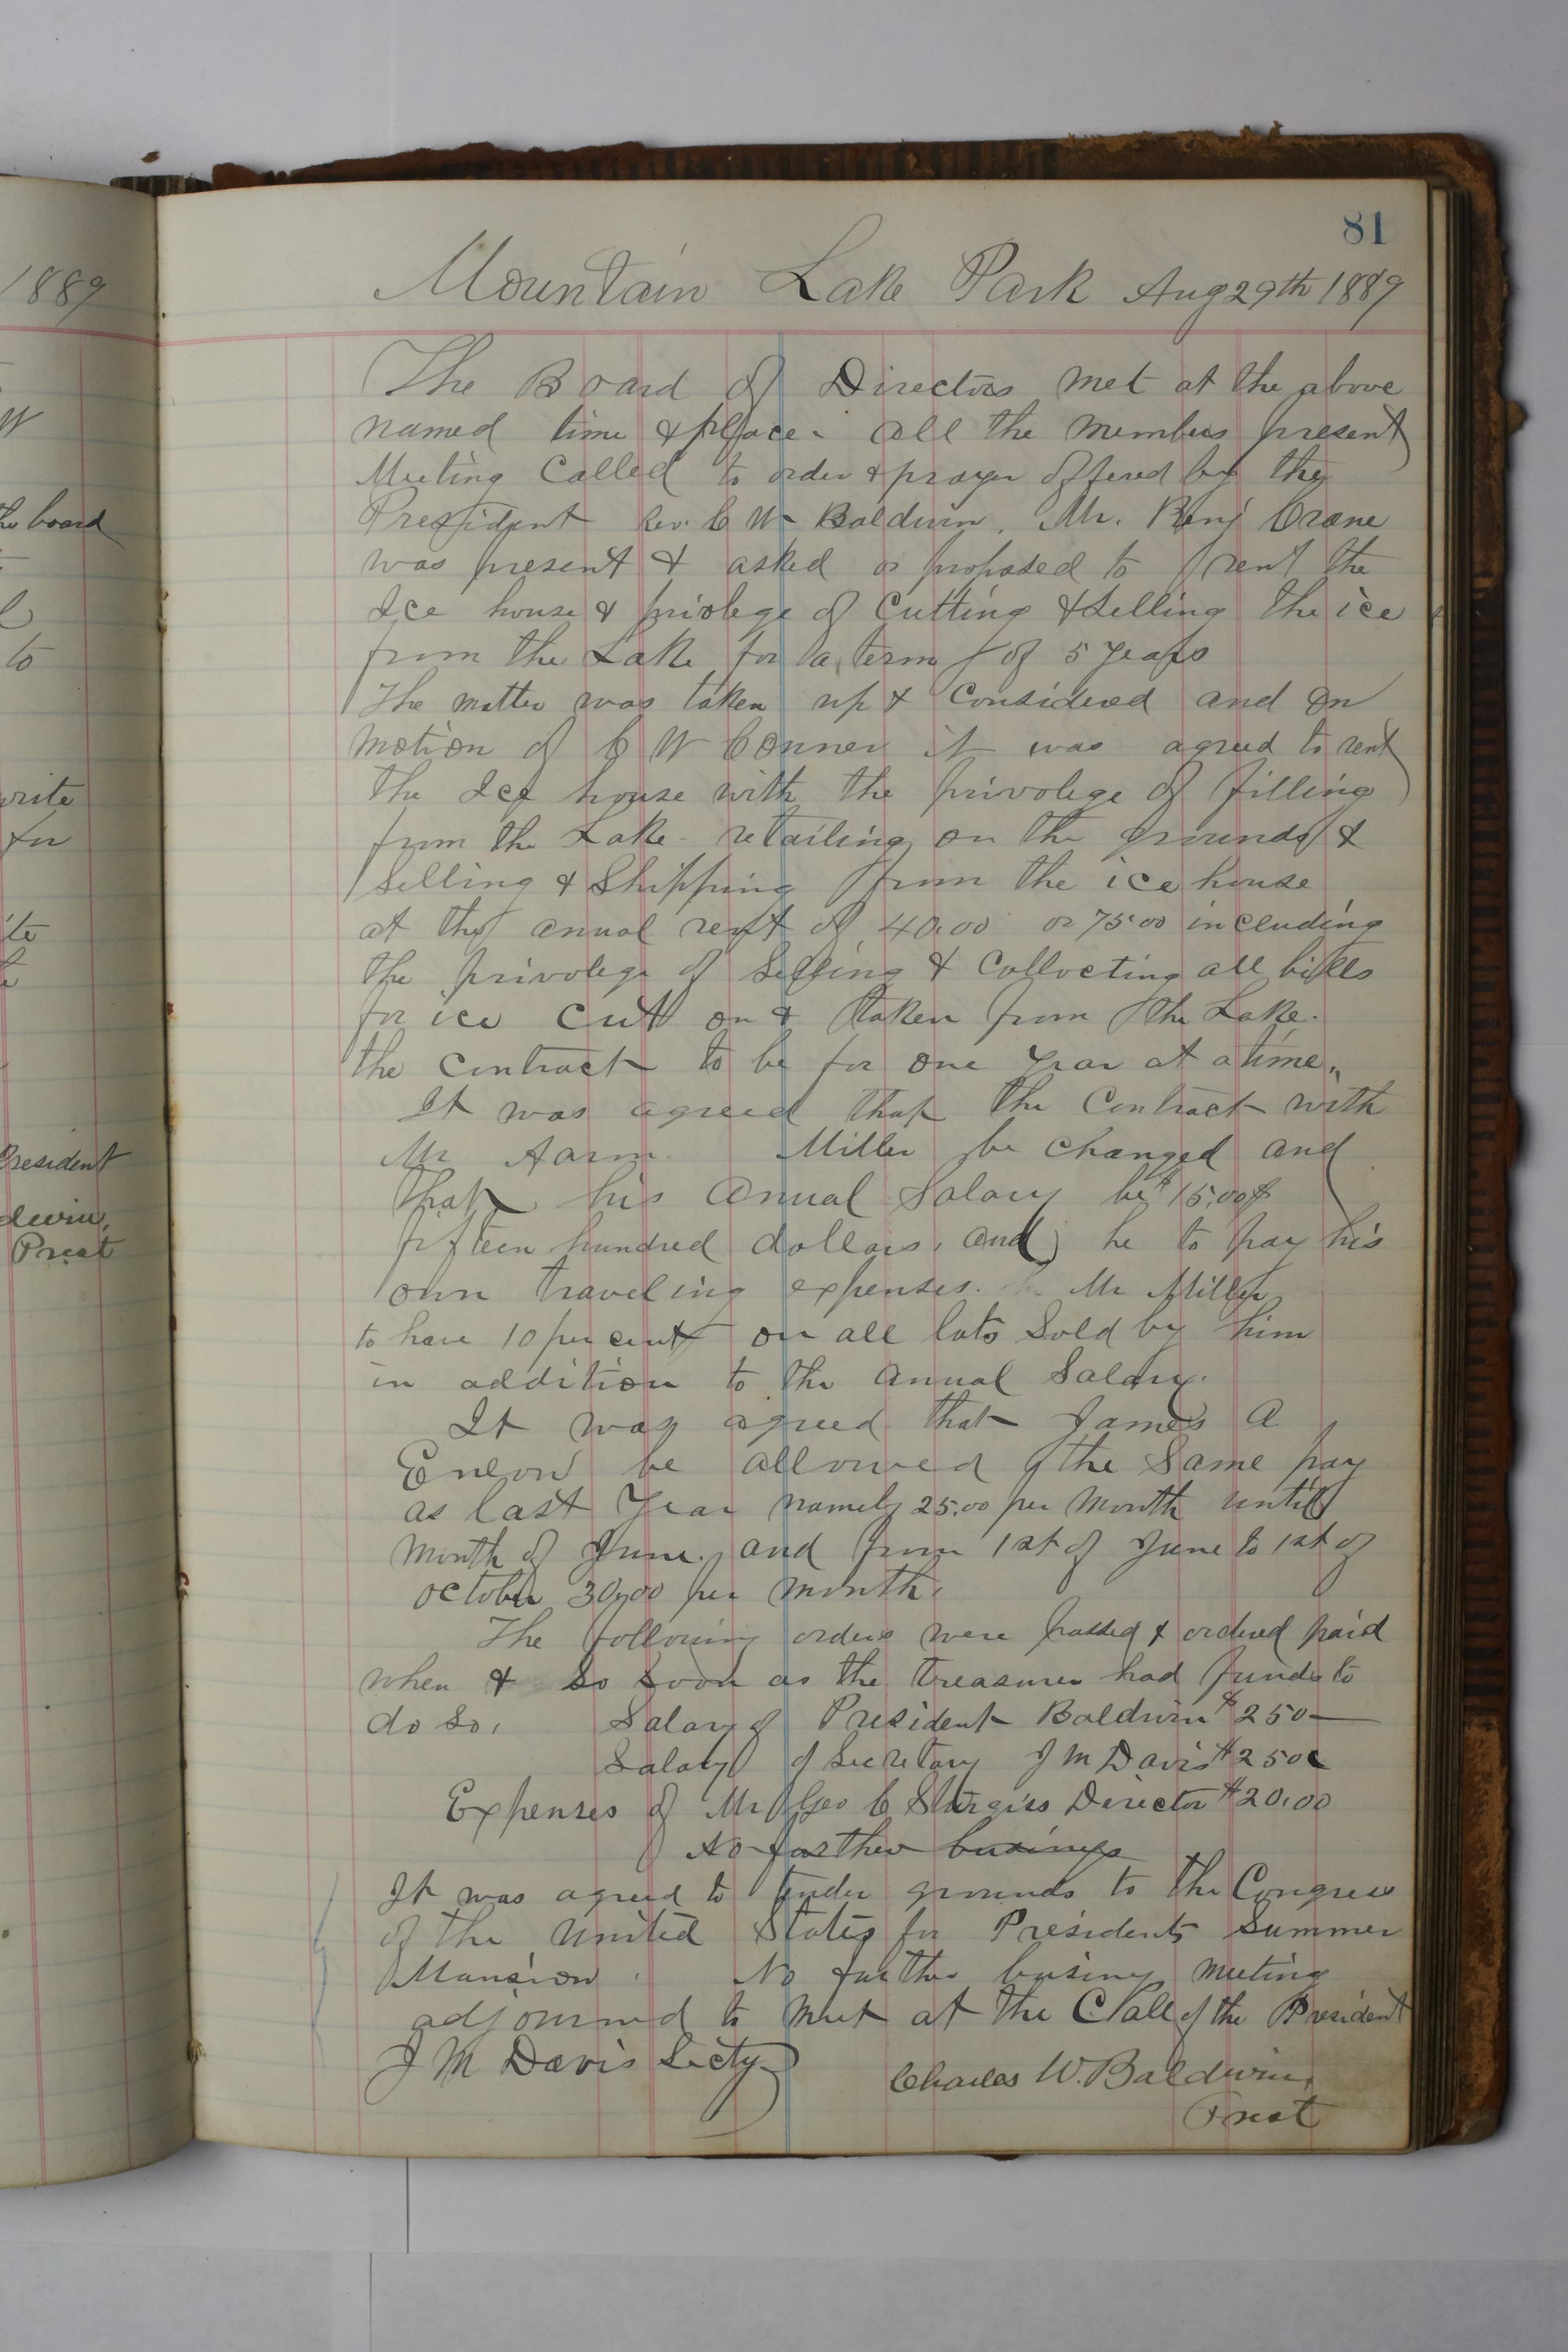 1889
W
the board
to
write
for
ite
President
dwin,
Prest
81
Mountain Lake Park Aug 29th 1889
The Board of Directors met at the above
named time & place. all the members present
Meeting Called to order & prayer offered by the
President Rev. C W Baldwin. Mr. Benj Crane
was present & asked or proposed to rent the
Ice house & privolege of Cutting & Selling the ice
from the Lake for a term of 5 years
The matter was taken up & Considered and on
motion of C W Conner it was agreed to rent
the Ice house with the privolege of filling
from the Lake - retailing on the grounds &
Selling & Shipping from the ice house
at the anual rent of 40.00 or 75.00 including
the privolege of Selling & Collecting all bills
for ice Cut on & taken from the Lake.
the contract to be for one year at a time.
It was agreed that the Contract with
Mr Aarm. Miller be changed and
that his Anual Salary be $15.00
fifteen hundred dollars, and he to pay his
own traveling expenses. Mr Miller
to have 10 per cent on all lots Sold by him
in addition to the anual Salary.
It was agreed that James A
Enlow be allowed the Same pay
as last Year namely 25.00 per month until
month of June. and from 1st of June to 1st of
October 30.00 per month.
The following orders were passed & ordered paid
when & So Soon as the treasurer had funds to
do So, Salary of President Baldwin $250—
Salary of Secretary J M Davis $250
Expenses of Mr Geo C Sturgiss Director $20.00
No further business
It was agreed to tender grounds to the Congress
of the United States for Presidents Summer
Mansion. No further business meeting
adjourned to meet at the Call of the President
J M Davis Secty
Charles W. Baldwin,
Prest